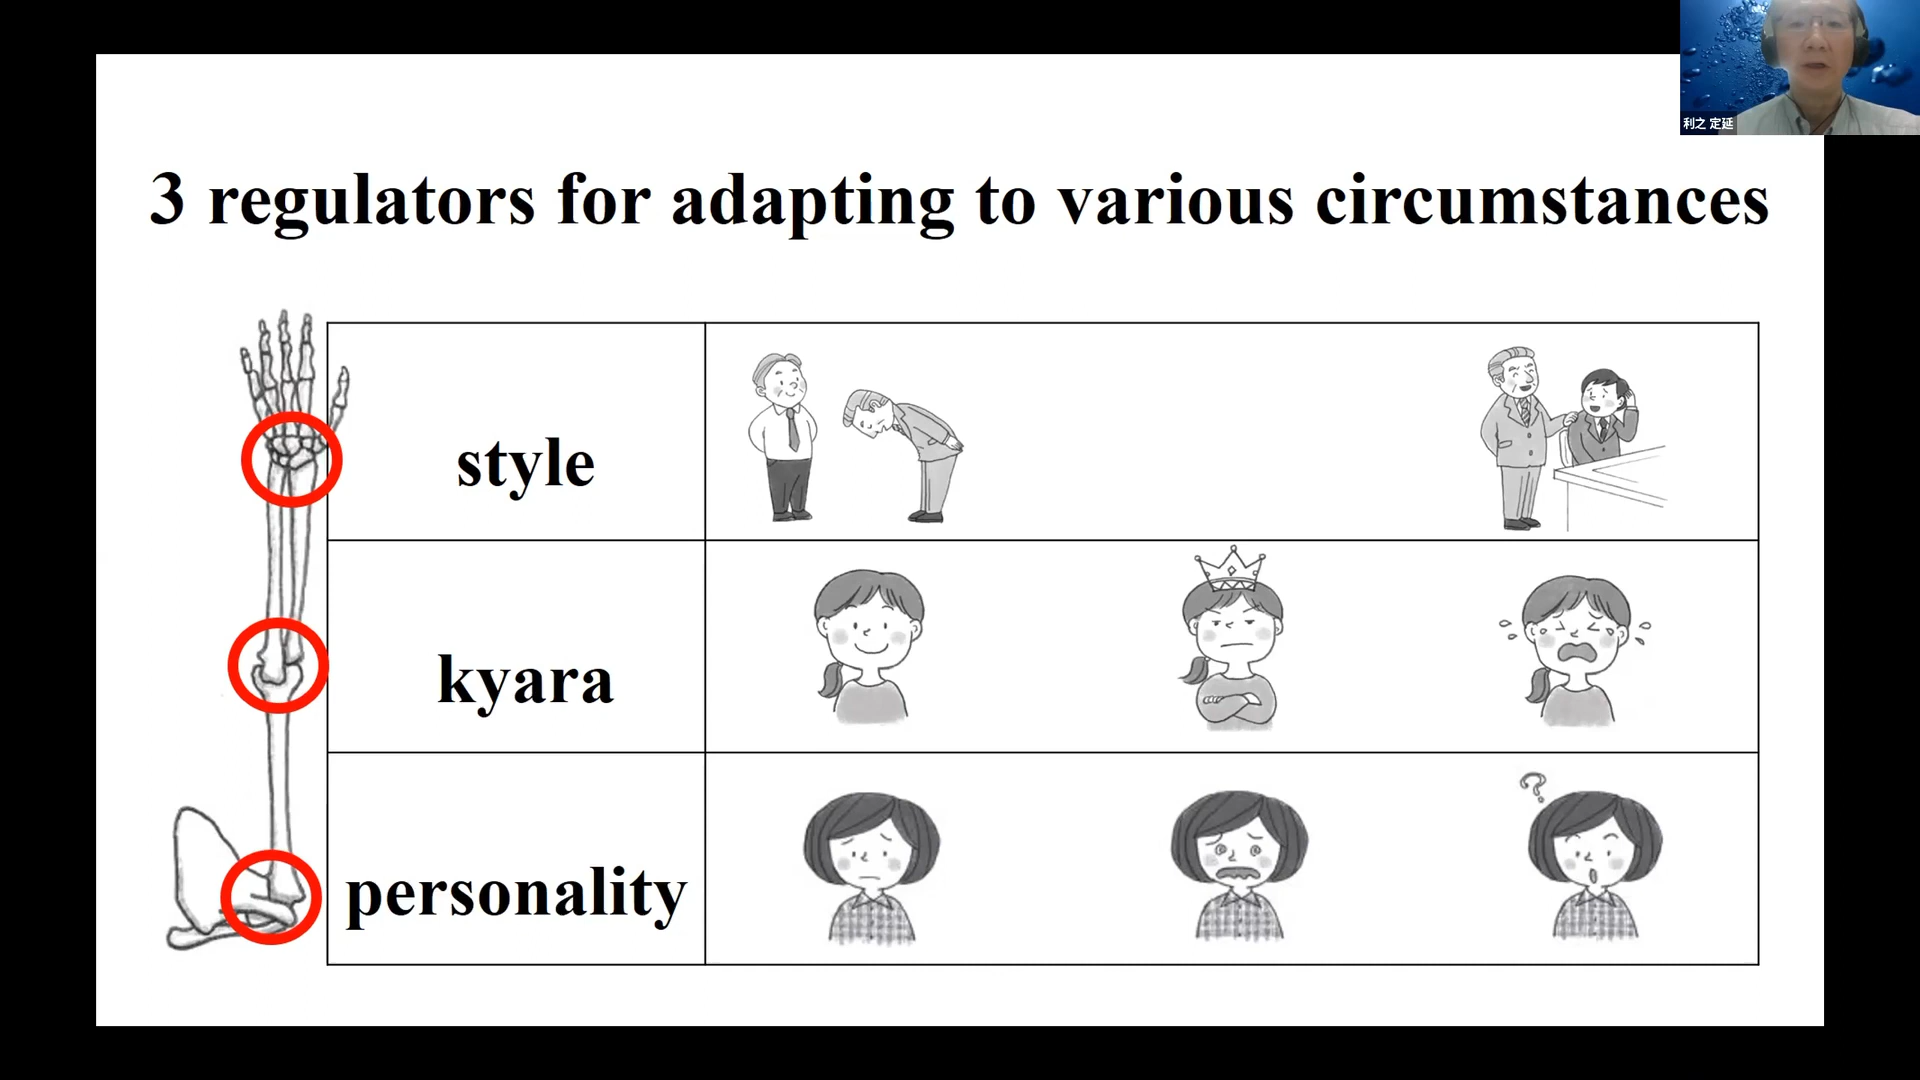 利之 定延
3 regulators for adapting to various circumstances
style
kyara
personality
?